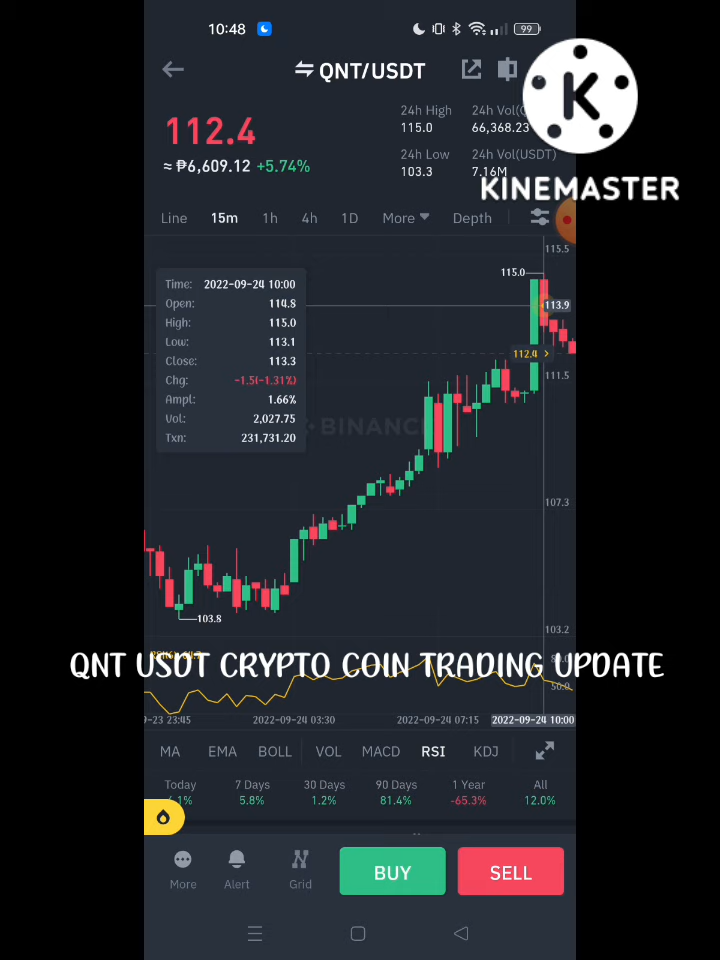 10:48
99
QNT/USDT
112.4
≈ ₱6,609.12 +5.74%
24h High
115.0
24h Low
103.3
66,368.23
24h Vol(USDT)
7.16M
KINEMASTER
Line 15m 1h 4h 1D More Depth
115.5
115.0
Time: 2022-09-24 10:00
Open: 114.8
High: 115.0
Low: 113.1
Close: 113.3
Chg: -1.5(-1.31%)
Ampl: 1.66%
Vol: 2,027.75
Txn: 231,731.20
113.9
112.4
111.5
BINANCE
107.3
103.8
103.2
QNT USDT CRYPTO COIN TRADING UPDATE
9-23 23:45 2022-09-24 03:30 2022-09-24 07:15 2022-09-24 10:00
MA EMA BOLL VOL MACD RSI KDJ
Today 7 Days 30 Days 90 Days 1 Year All
5.8% 1.2% 81.4% -65.3% 12.0%
More Alert Grid BUY SELL